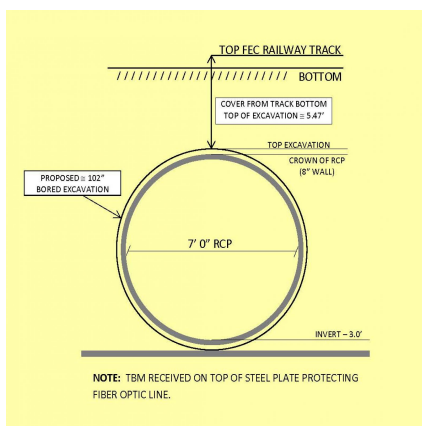 TOP FEC RAILWAY TRACK
BOTTOM
COVER FROM TRACK BOTTOM
TOP OF EXCAVATION ≅ 5.47'
TOP EXCAVATION
CROWN OF RCP
(8" WALL)
PROPOSED ≅ 102"
BORED EXCAVATION
7' 0" RCP
INVERT – 3.0'
NOTE: TBM RECEIVED ON TOP OF STEEL PLATE PROTECTING
FIBER OPTIC LINE.